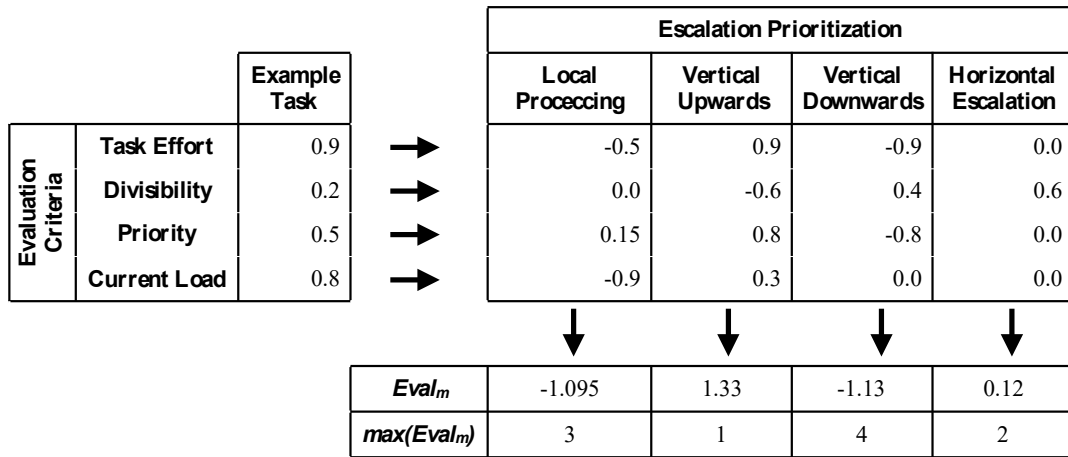 Escalation Prioritization
Example Task Local Proceccing Vertical Upwards Vertical Downwards Horizontal Escalation
Evaluation Criteria
Task Effort 0.9 -0.5 0.9 -0.9 0.0
Divisibility 0.2 0.0 -0.6 0.4 0.6
Priority 0.5 0.15 0.8 -0.8 0.0
Current Load 0.8 -0.9 0.3 0.0 0.0
Evalm -1.095 1.33 -1.13 0.12
max(Evalm) 3 1 4 2